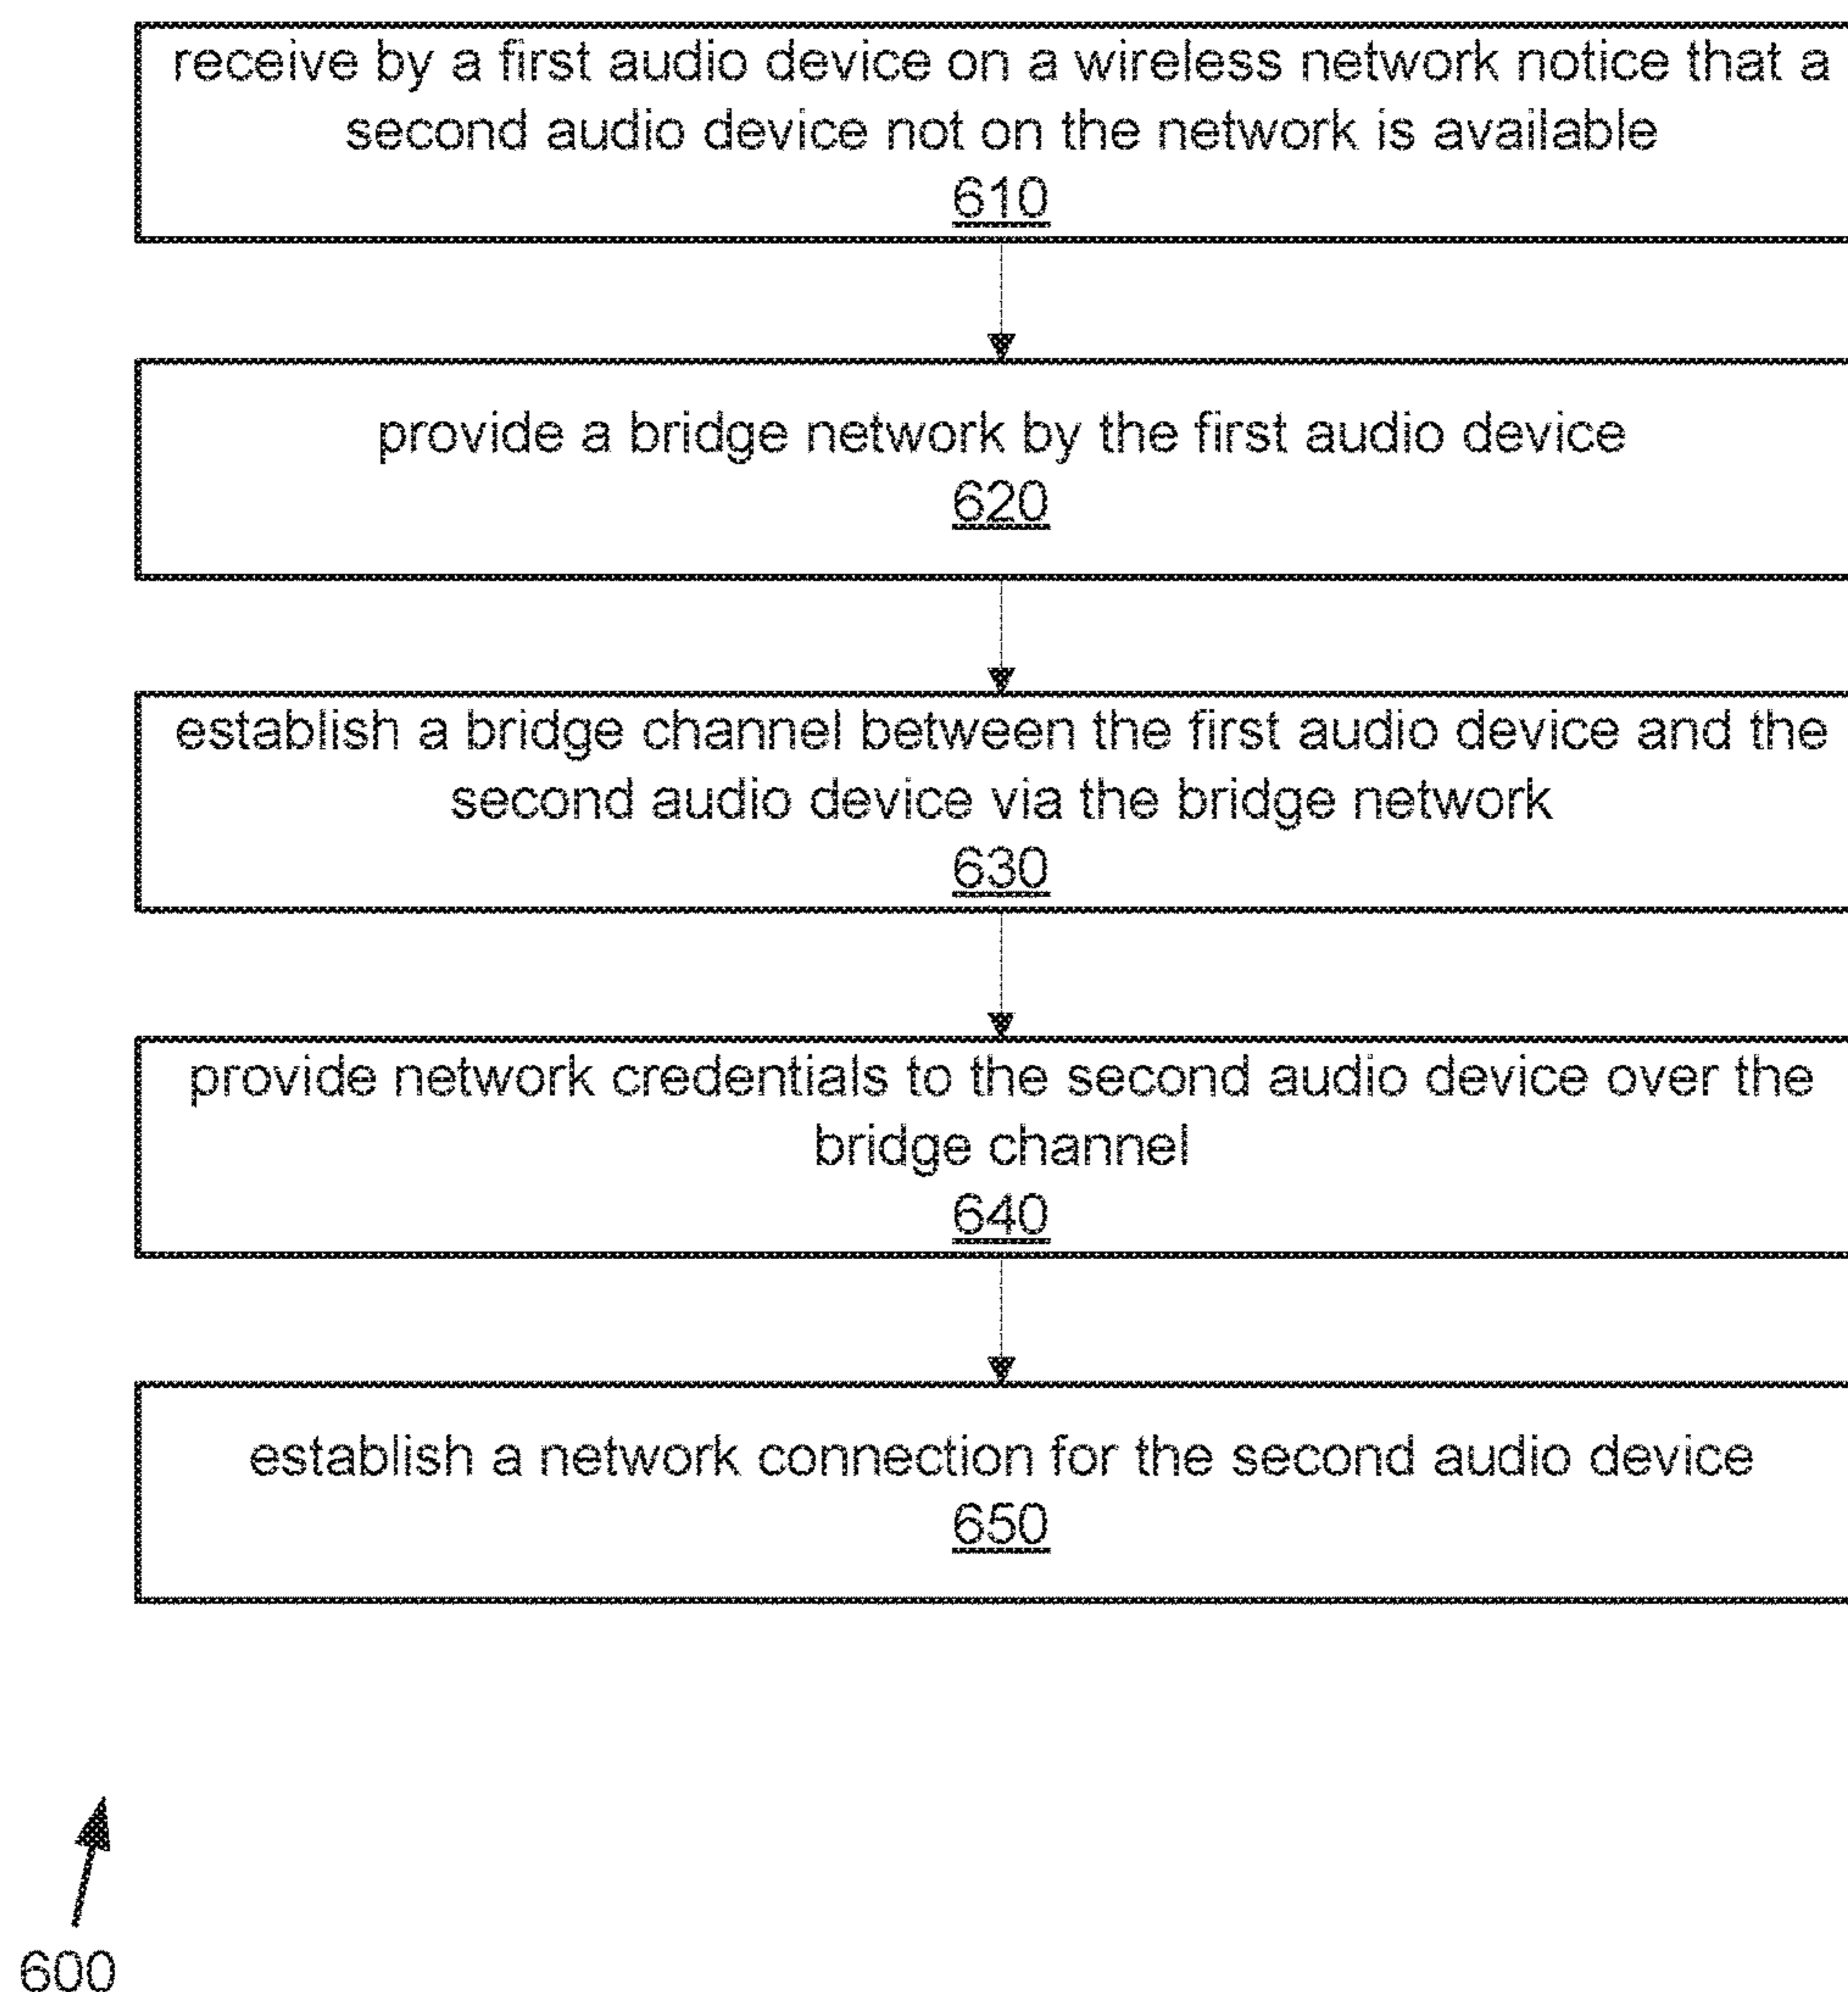 receive by a first audio device on a wireless network notice that a
second audio device not on the network is available
610
provide a bridge network by the first audio device
620
establish a bridge channel between the first audio device and the
second audio device via the bridge network
630
provide network credentials to the second audio device over the
bridge channel
640
establish a network connection for the second audio device
650
600